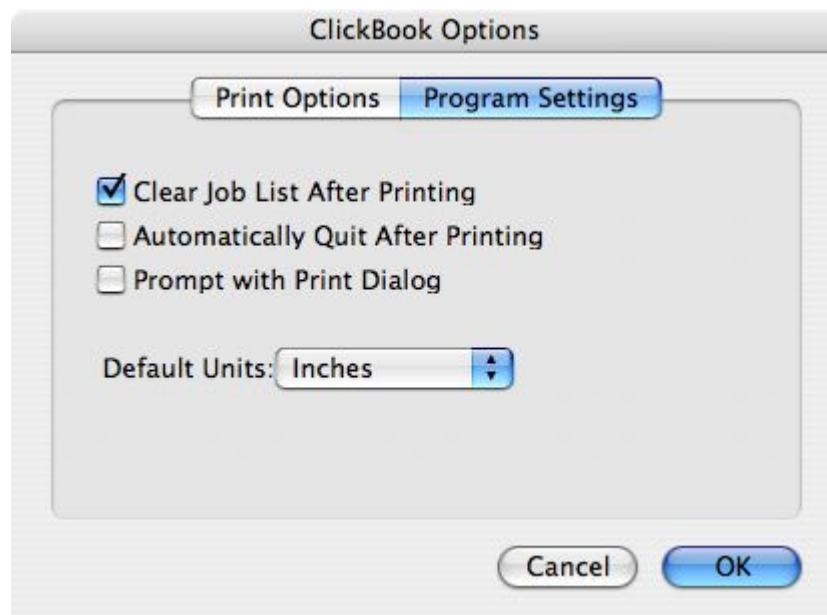 ClickBook Options
Print Options Program Settings
Clear Job List After Printing
Automatically Quit After Printing
Prompt with Print Dialog
Default Units: Inches
Cancel OK